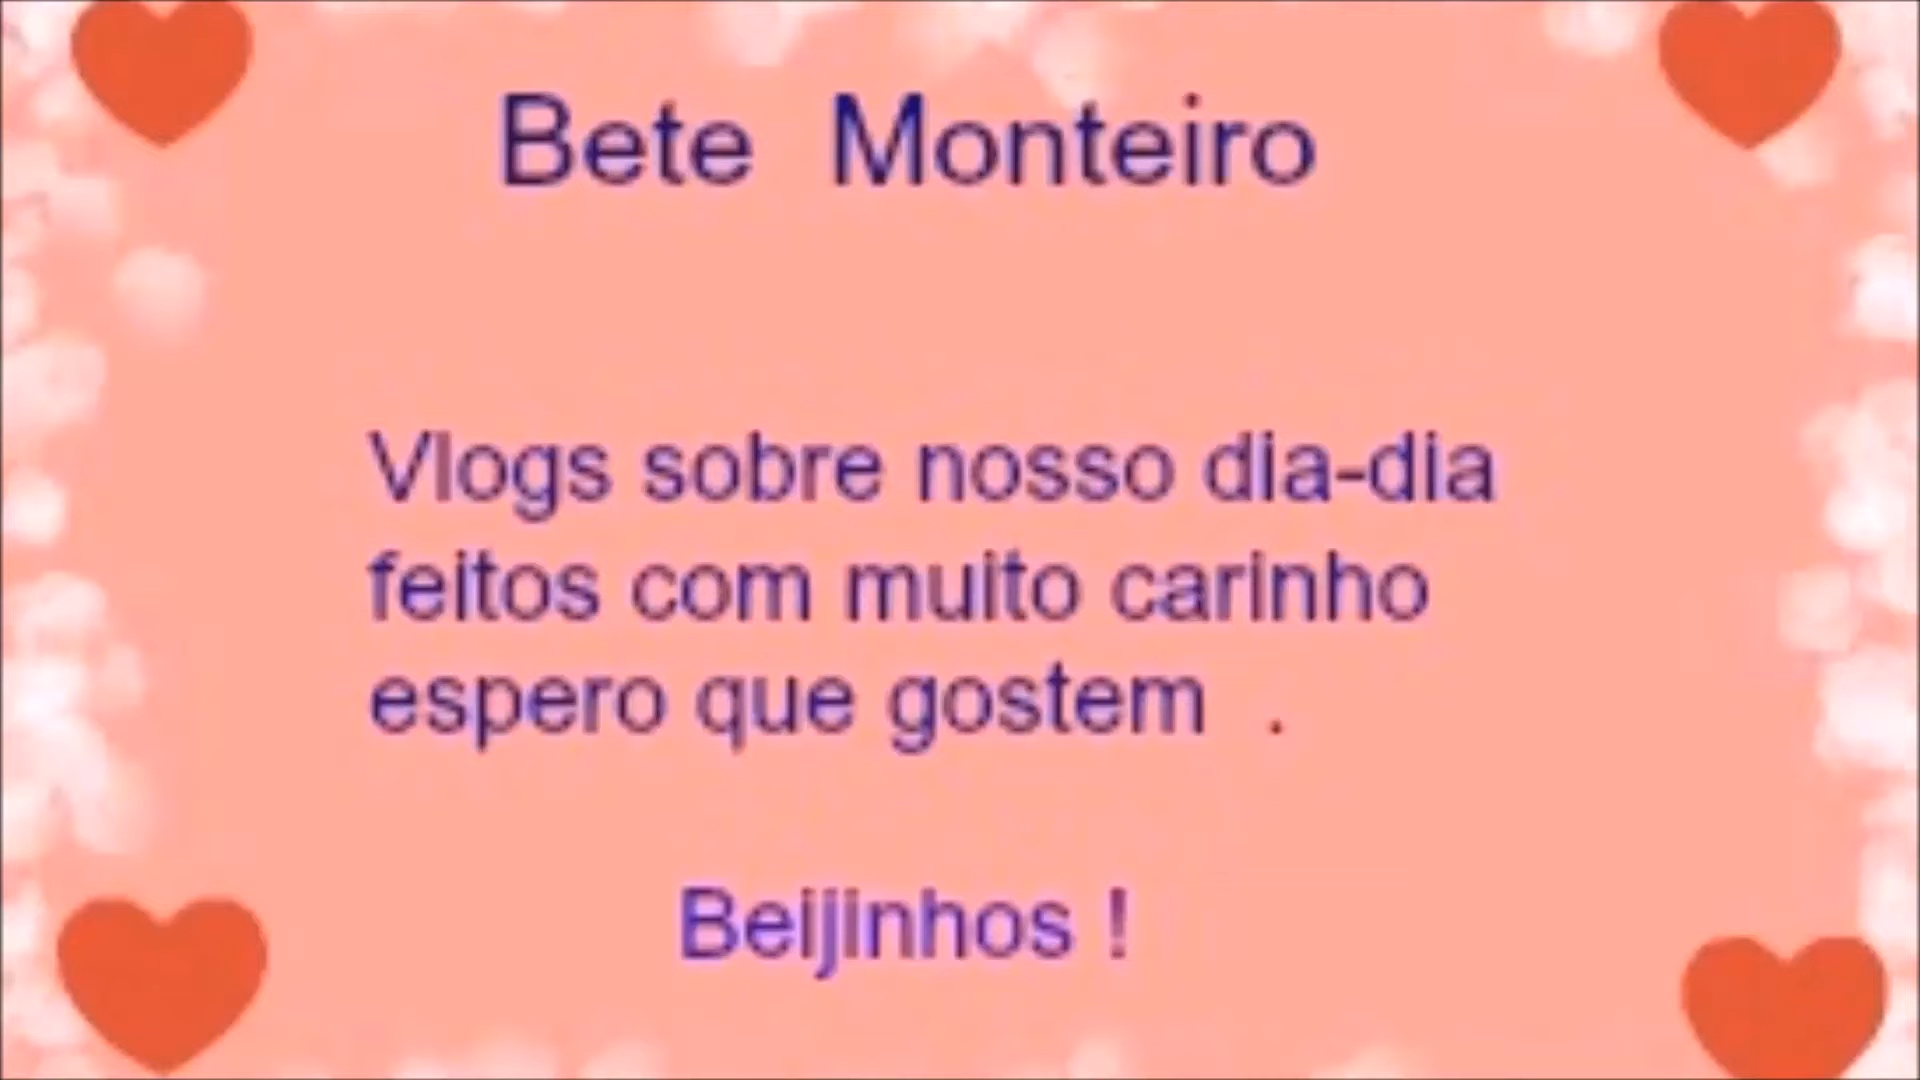 Bete Monteiro
Vlogs sobre nosso dia-dia
feitos com muito carinho
espero que gostem .
Beijinhos !